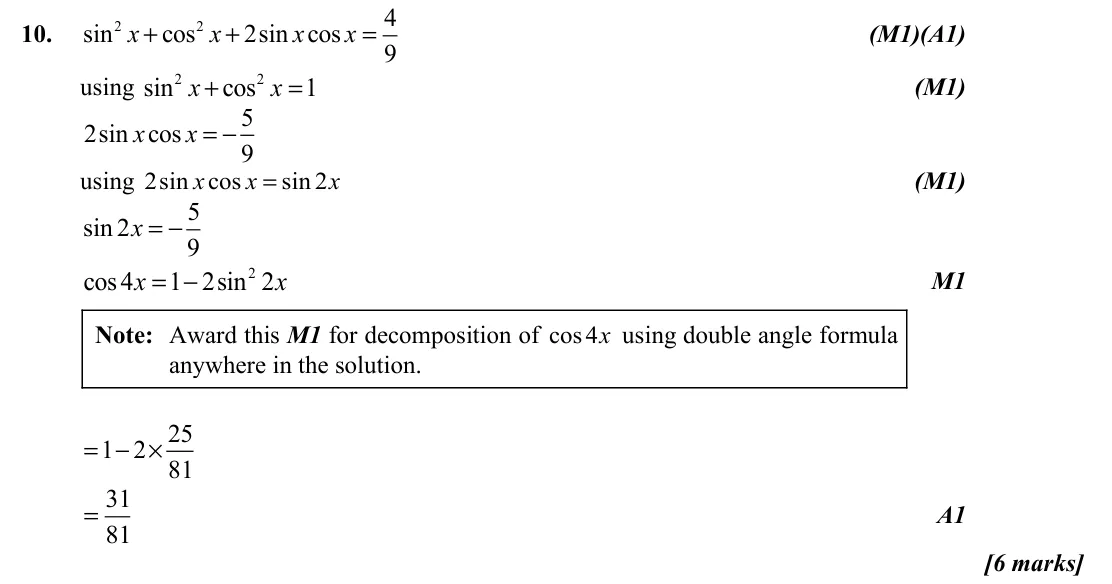 10. sin² x + cos² x + 2 sin x cos x = 4/9 (M1)(A1)
using sin² x + cos² x = 1 (M1)
2 sin x cos x = −5/9
using 2 sin x cos x = sin 2x (M1)
sin 2x = −5/9
cos 4x = 1 − 2 sin² 2x M1
Note: Award this M1 for decomposition of cos 4x using double angle formula
anywhere in the solution.
= 1 − 2 × 25/81
= 31/81 A1
[6 marks]